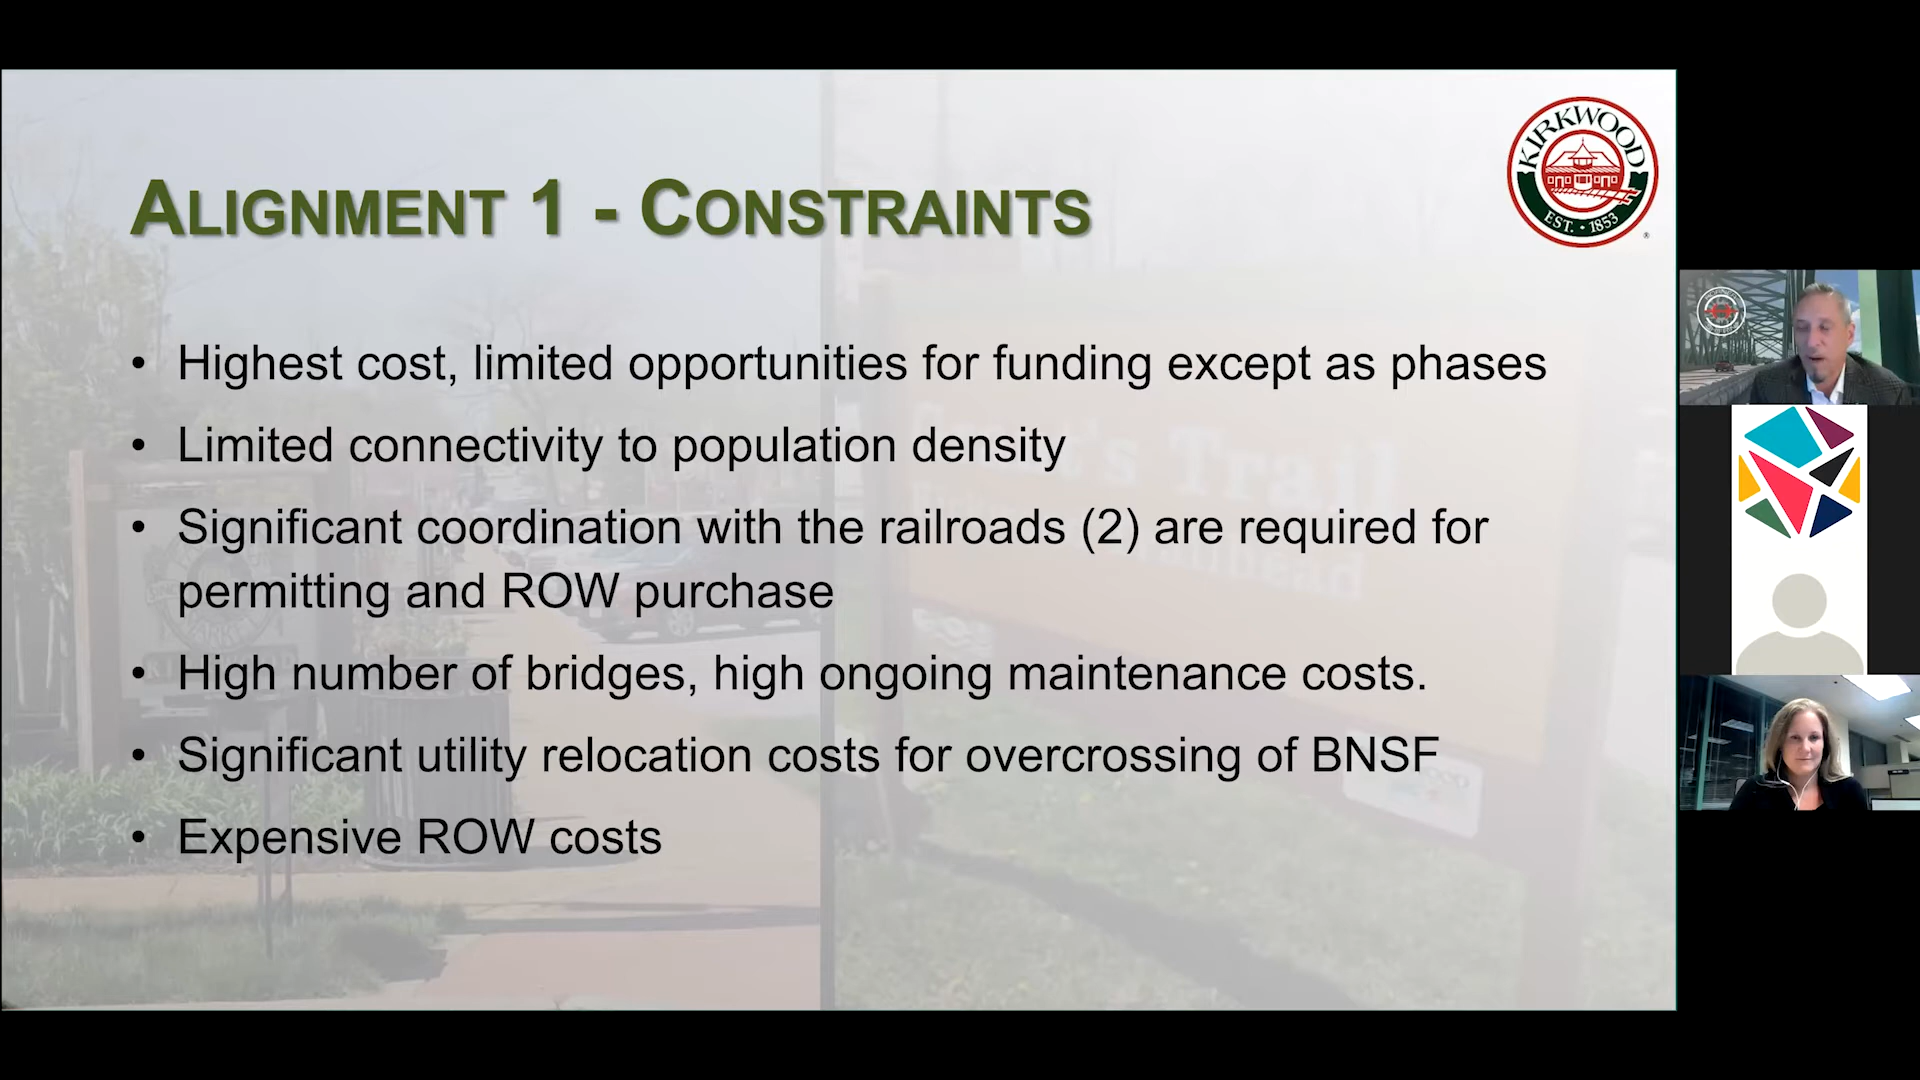 KIRKWOOD
EST. • 1853
®
ALIGNMENT 1 - CONSTRAINTS
• Highest cost, limited opportunities for funding except as phases
• Limited connectivity to population density
• Significant coordination with the railroads (2) are required for
permitting and ROW purchase
• High number of bridges, high ongoing maintenance costs.
• Significant utility relocation costs for overcrossing of BNSF
• Expensive ROW costs